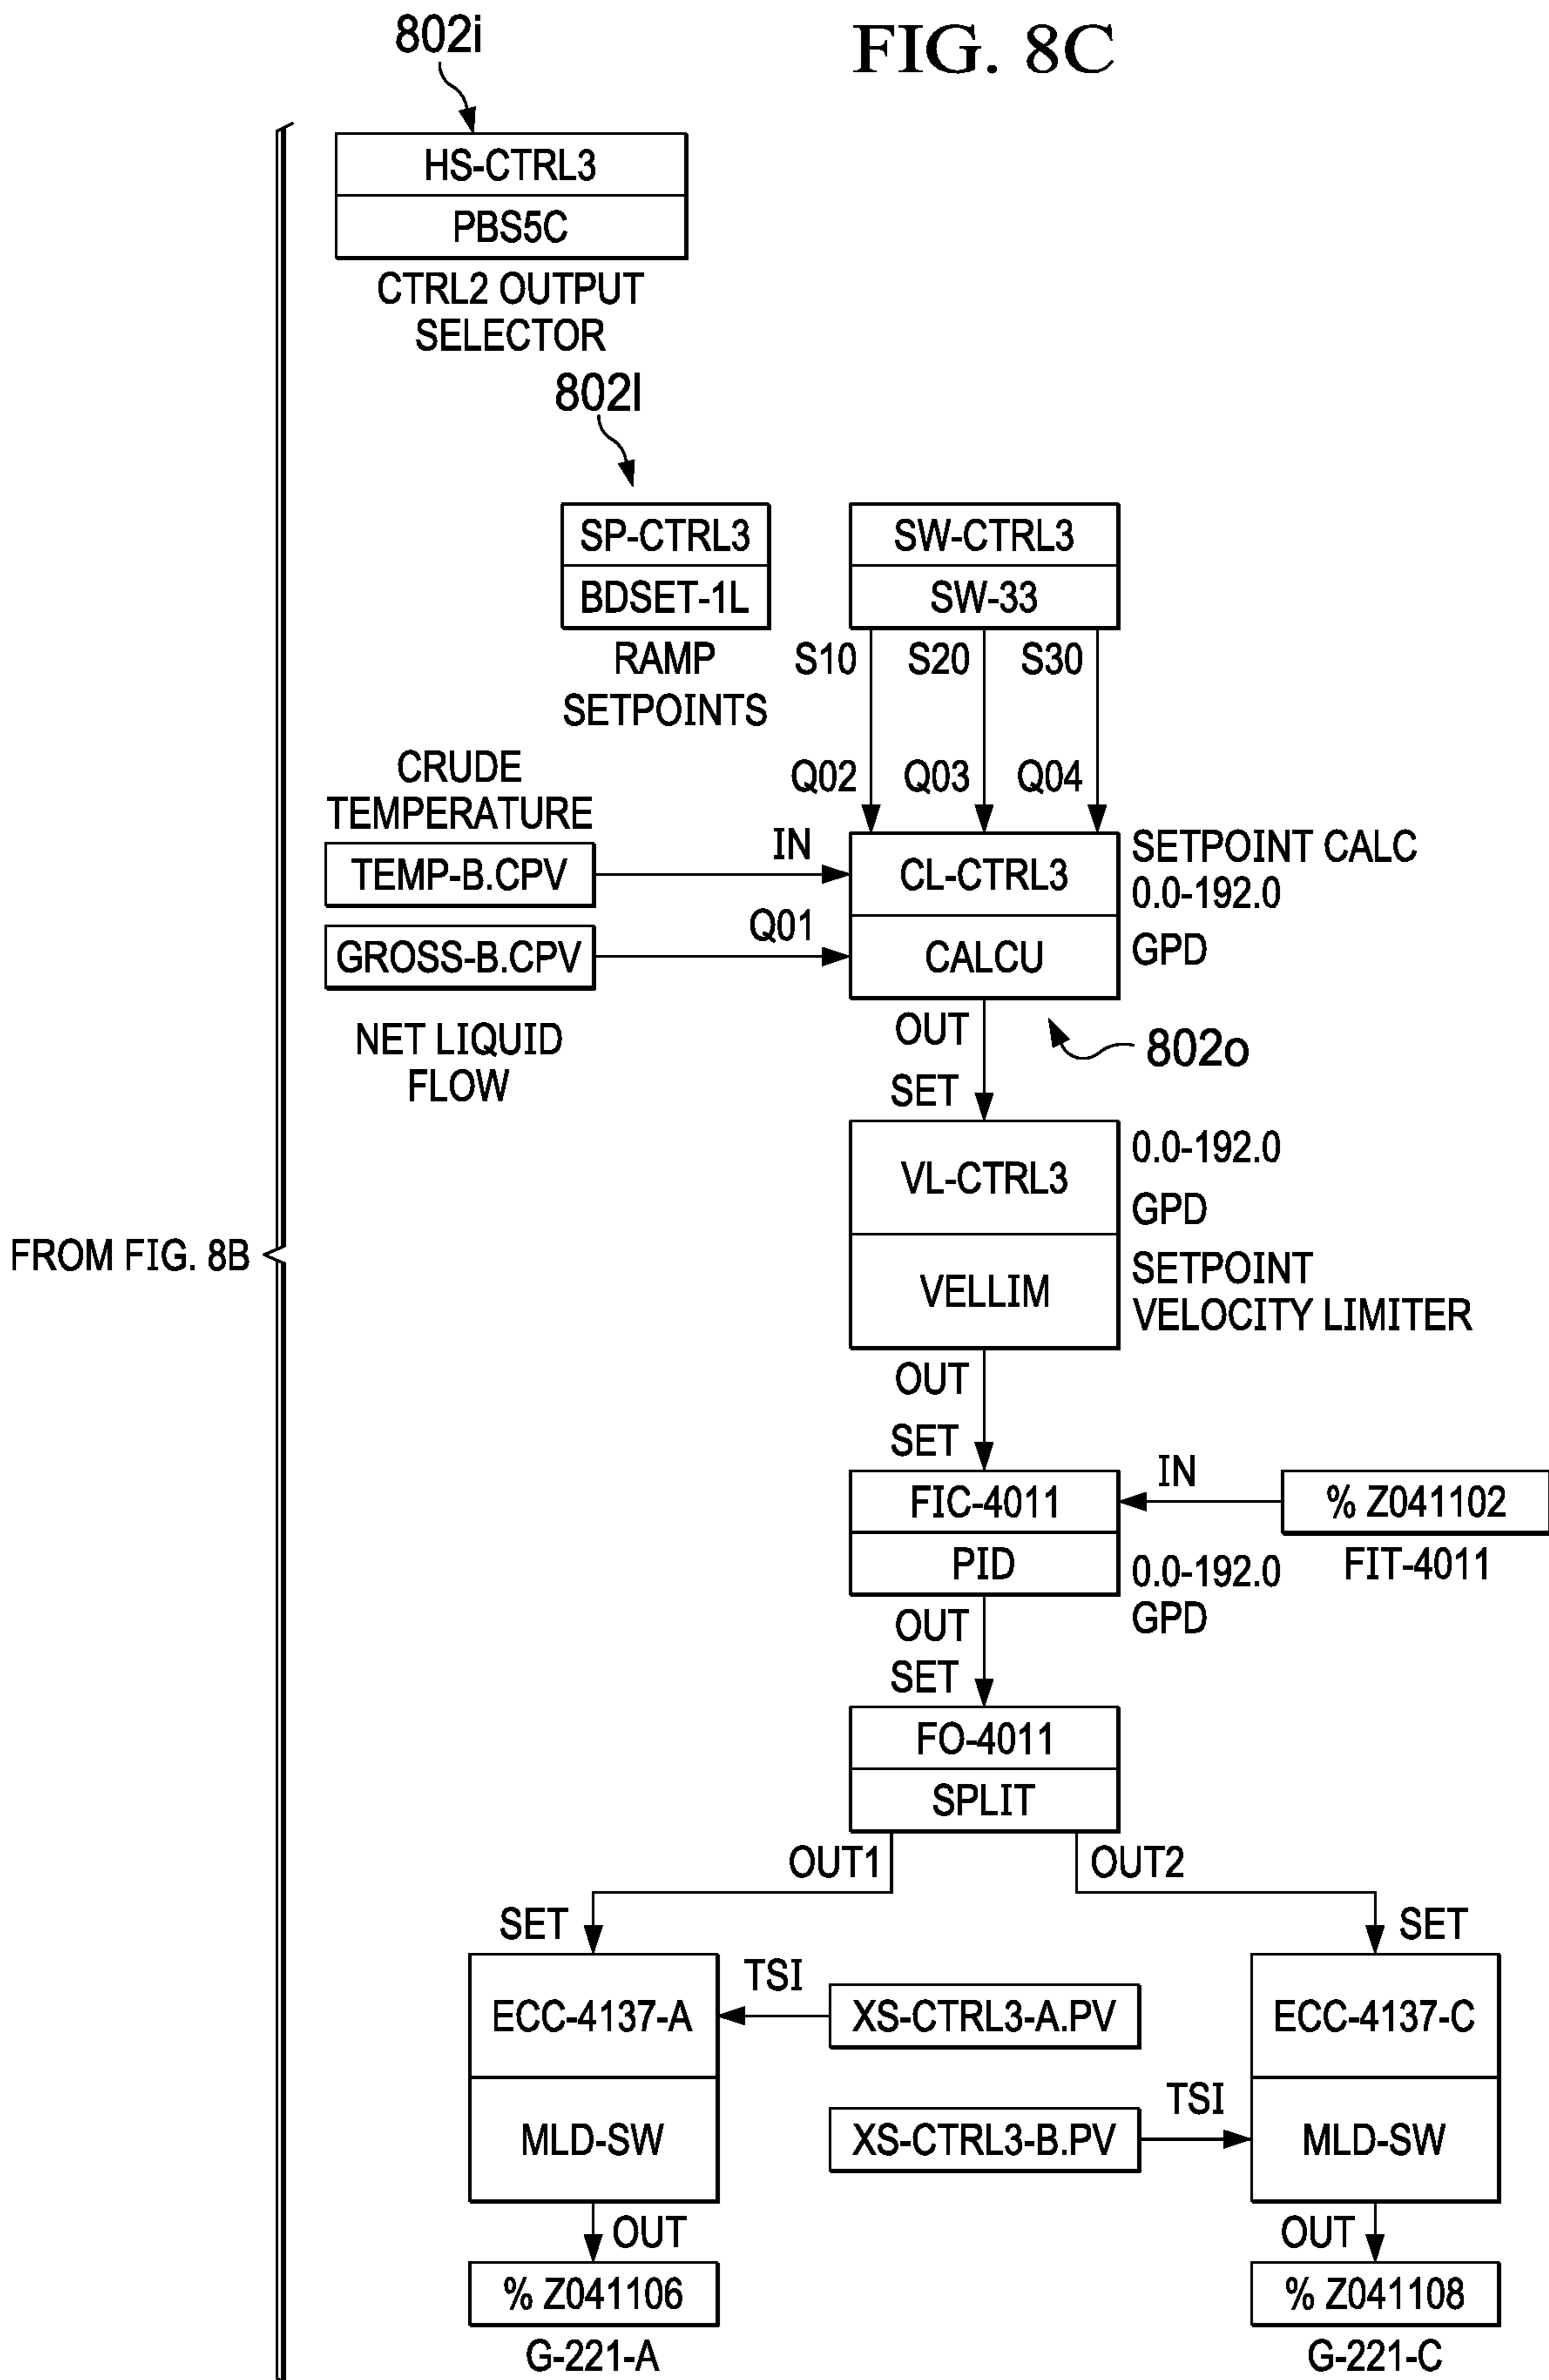 802i
FIG. 8C
HS-CTRL3
PBS5C
CTRL2 OUTPUT
SELECTOR
802l
SP-CTRL3
BDSET-1L
RAMP
SETPOINTS
SW-CTRL3
SW-33
S10
S20
S30
Q02
Q03
Q04
CRUDE
TEMPERATURE
TEMP-B.CPV
IN
GROSS-B.CPV
Q01
NET LIQUID
FLOW
CL-CTRL3
CALCU
SETPOINT CALC
0.0-192.0
GPD
OUT
802o
SET
VL-CTRL3
VELLIM
0.0-192.0
GPD
SETPOINT
VELOCITY LIMITER
FROM FIG. 8B
OUT
SET
FIC-4011
PID
IN
% Z041102
FIT-4011
0.0-192.0
GPD
OUT
SET
FO-4011
SPLIT
OUT1
OUT2
SET
SET
ECC-4137-A
MLD-SW
TSI
XS-CTRL3-A.PV
XS-CTRL3-B.PV
TSI
ECC-4137-C
MLD-SW
OUT
OUT
% Z041106
% Z041108
G-221-A
G-221-C